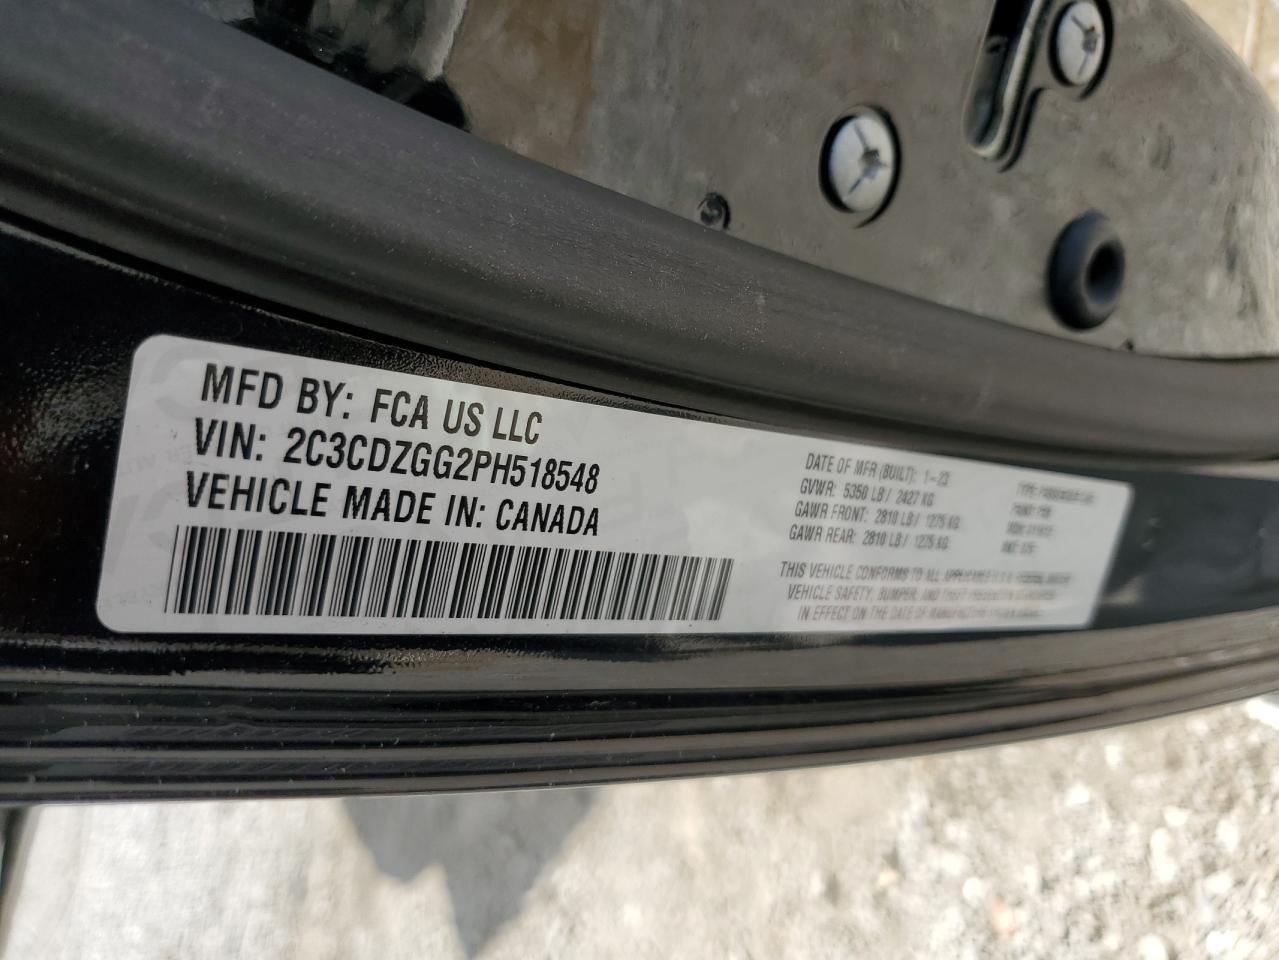 MFD BY: FCA US LLC
VIN: 2C3CDZGG2PH518548
VEHICLE MADE IN: CANADA
DATE OF MFR (BUILT): 1-23
GVWR: 5350 LB / 2427 KG
GAWR FRONT: 2810 LB / 1275 KG
GAWR REAR: 2810 LB / 1275 KG
THIS VEHICLE CONFORMS TO ALL APPLICABLE
VEHICLE SAFETY, BUMPER, AND THEFT
IN EFFECT ON THE DATE OF